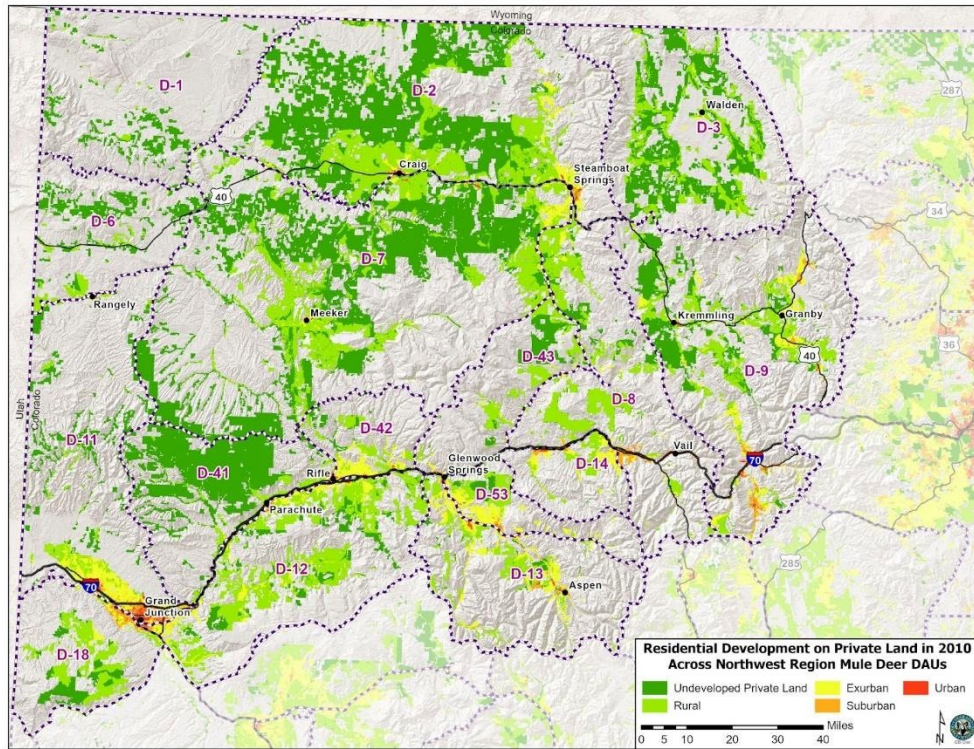 Wyoming
Colorado
287
D-1
D-2
Walden
D-3
Craig
Steamboat
Springs
40
34
D-6
D-7
Rangely
Meeker
Kremmling
Granby
36
40
D-43
D-9
Utah
Colorado
D-8
D-11
D-42
Glenwood
Springs
Vail
70
D-41
Rifle
D-14
D-53
Parachute
285
D-12
D-13
Aspen
70
Grand
Junction
D-18
Residential Development on Private Land in 2010
Across Northwest Region Mule Deer DAUs
Undeveloped Private Land
Exurban
Urban
Rural
Suburban
Miles
0 5 10 20 30 40
N